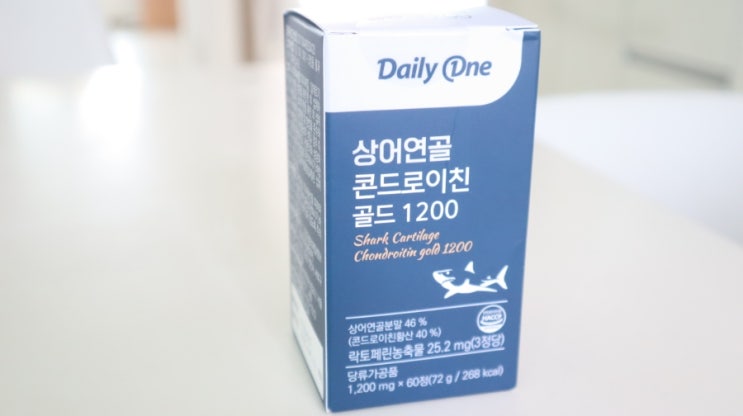 Daily One
상어연골
콘드로이친
골드 1200
Shark Cartilage
Chondroitin gold 1200
상어연골분말 46 %
(콘드로이친황산 40 %)
락토페린농축물 25.2 mg(3정당)
HACCP
당류가공품
1,200 mg × 60정(72 g / 268 kcal)